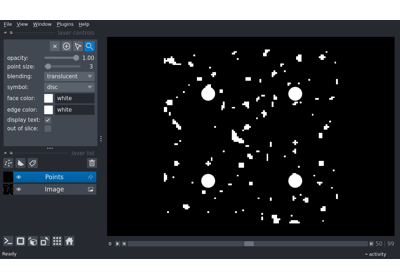 File View Window Plugins Help
layer controls
opacity: 1.00
point size: 3
blending: translucent
symbol: disc
face color: white
edge color: white
display text:
out of slice:
layer list
Points
Image
0 50 99
Ready activity